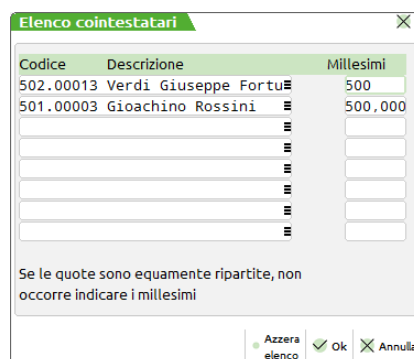 Elenco cointestatari
Codice Descrizione Millesimi
502.00013 Verdi Giuseppe Fortu 500
501.00003 Gioachino Rossini 500,000
Se le quote sono equamente ripartite, non
occorre indicare i millesimi
Azzera elenco Ok Annulla